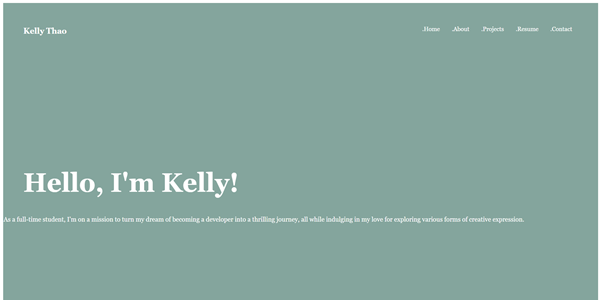 Kelly Thao
.Home .About .Projects .Resume .Contact
Hello, I'm Kelly!
As a full-time student, I'm on a mission to turn my dream of becoming a developer into a thrilling journey, all while indulging in my love for exploring various forms of creative expression.